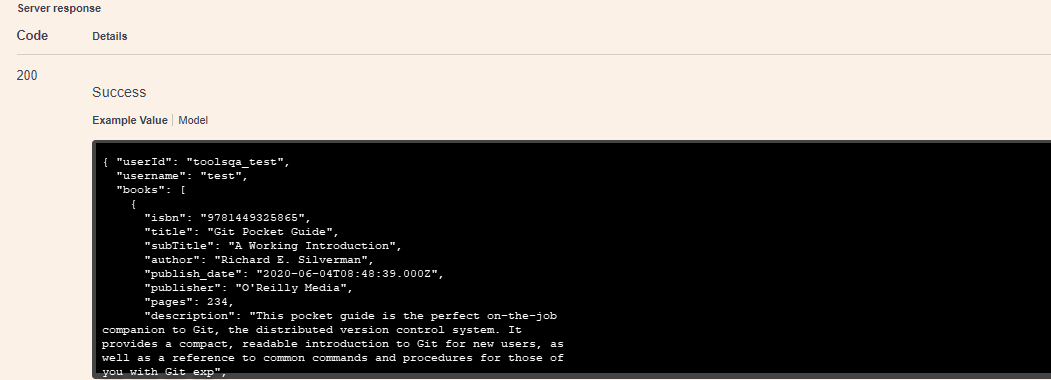 Server response
Code Details
200
Success
Example Value Model
{ "userId": "toolsqa_test",
"username": "test",
"books": [
{
"isbn": "9781449325865",
"title": "Git Pocket Guide",
"subTitle": "A Working Introduction",
"author": "Richard E. Silverman",
"publish_date": "2020-06-04T08:48:39.000Z",
"publisher": "O'Reilly Media",
"pages": 234,
"description": "This pocket guide is the perfect on-the-job
companion to Git, the distributed version control system. It
provides a compact, readable introduction to Git for new users, as
well as a reference to common commands and procedures for those of
you with Git exp",